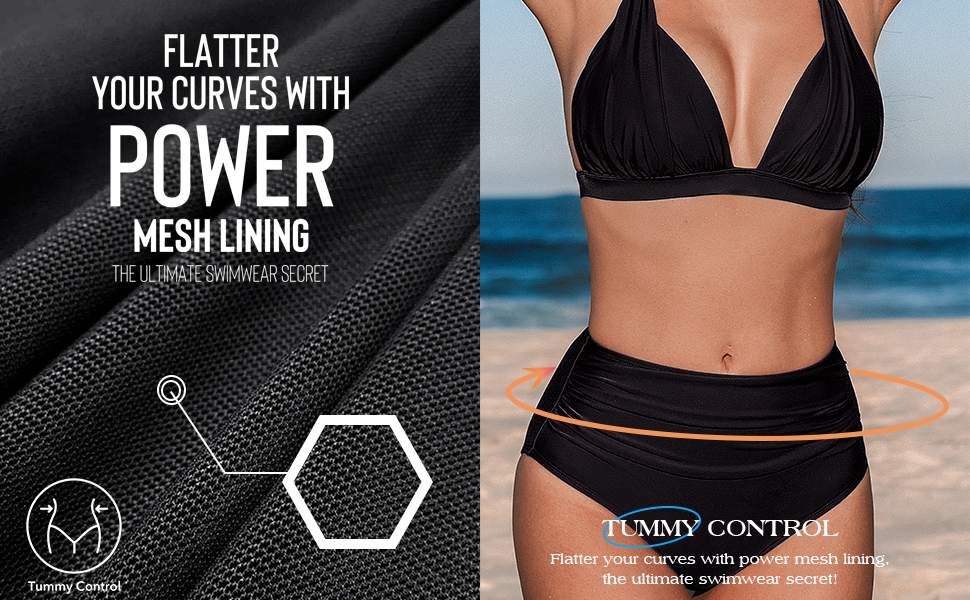 FLATTER
YOUR CURVES WITH
POWER
MESH LINING
THE ULTIMATE SWIMWEAR SECRET
Tummy Control
TUMMY CONTROL
Flatter your curves with power mesh lining,
the ultimate swimwear secret!